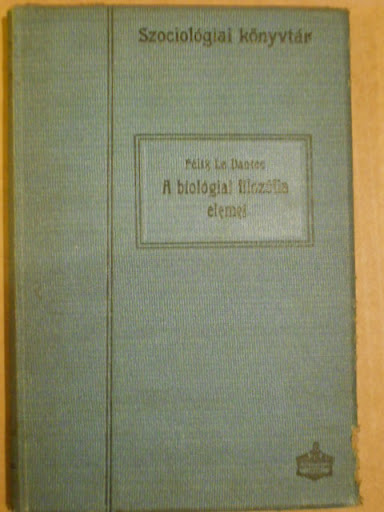 Szociológiai könyvtár
Félix Le Dantec
A biológiai filozófia
elemei